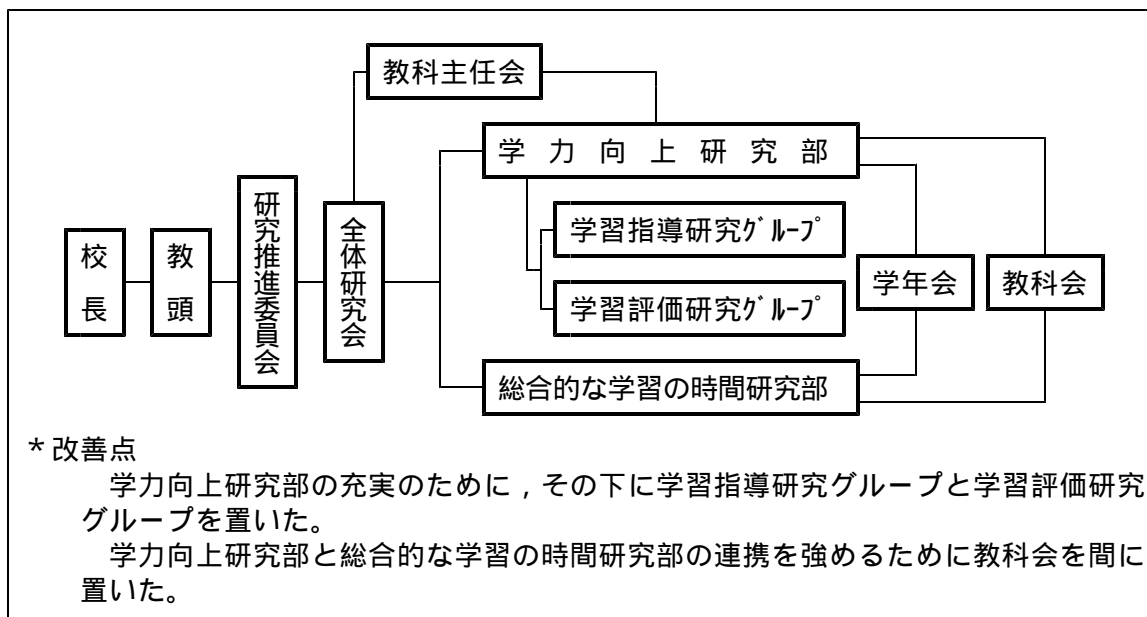 教科主任会
学力向上研究部
学習指導研究ｸﾞﾙｰﾌﾟ
学習評価研究ｸﾞﾙｰﾌﾟ
総合的な学習の時間研究部
校長
教頭
研究推進委員会
全体研究会
学年会
教科会
＊改善点
学力向上研究部の充実のために，その下に学習指導研究グループと学習評価研究
グループを置いた。
学力向上研究部と総合的な学習の時間研究部の連携を強めるために教科会を間に
置いた。